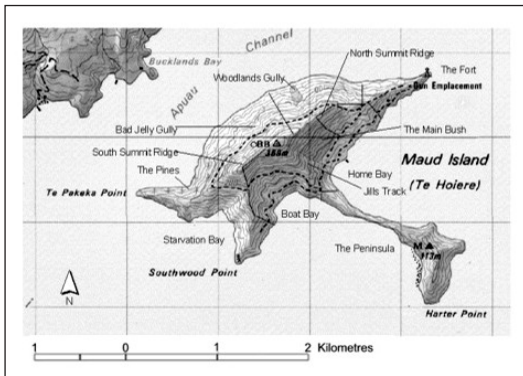 Channel
Bucklands Bay
Apuau
North Summit Ridge
Woodlands Gully
The Fort
Gun Emplacement
Bad Jelly Gully
The Main Bush
South Summit Ridge
Maud Island
(Te Hoiere)
The Pines
Home Bay
Te Pakeka Point
Jills Track
Boat Bay
Starvation Bay
The Peninsula
M
Southwood Point
N
Harter Point
1 0 1 2 Kilometres